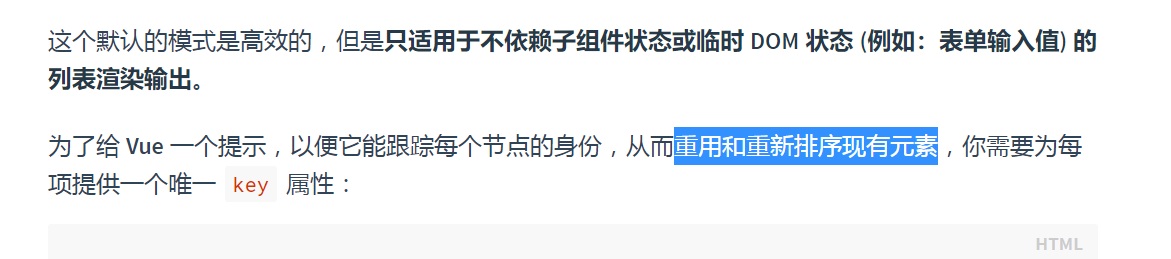 这个默认的模式是高效的，但是只适用于不依赖子组件状态或临时 DOM 状态 (例如：表单输入值) 的
列表渲染输出。
为了给 Vue 一个提示，以便它能跟踪每个节点的身份，从而重用和重新排序现有元素，你需要为每
项提供一个唯一 key 属性：
HTML